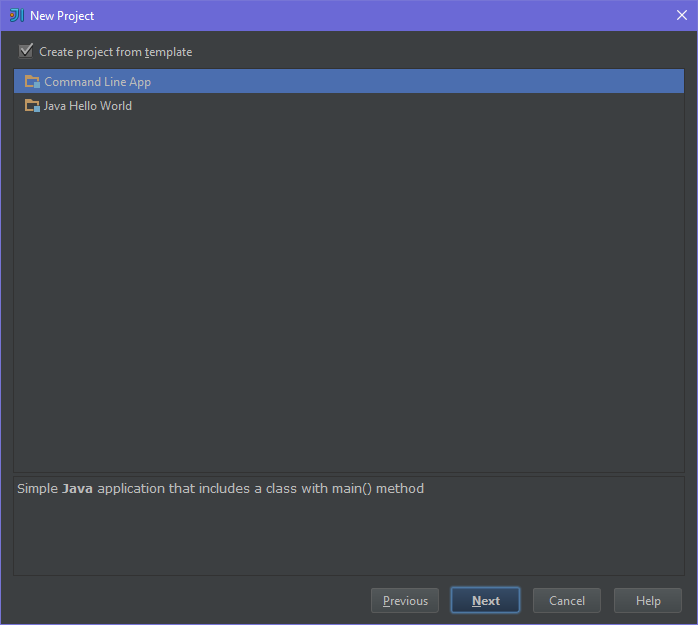 New Project
Create project from template
Command Line App
Java Hello World
Simple Java application that includes a class with main() method
Previous Next Cancel Help